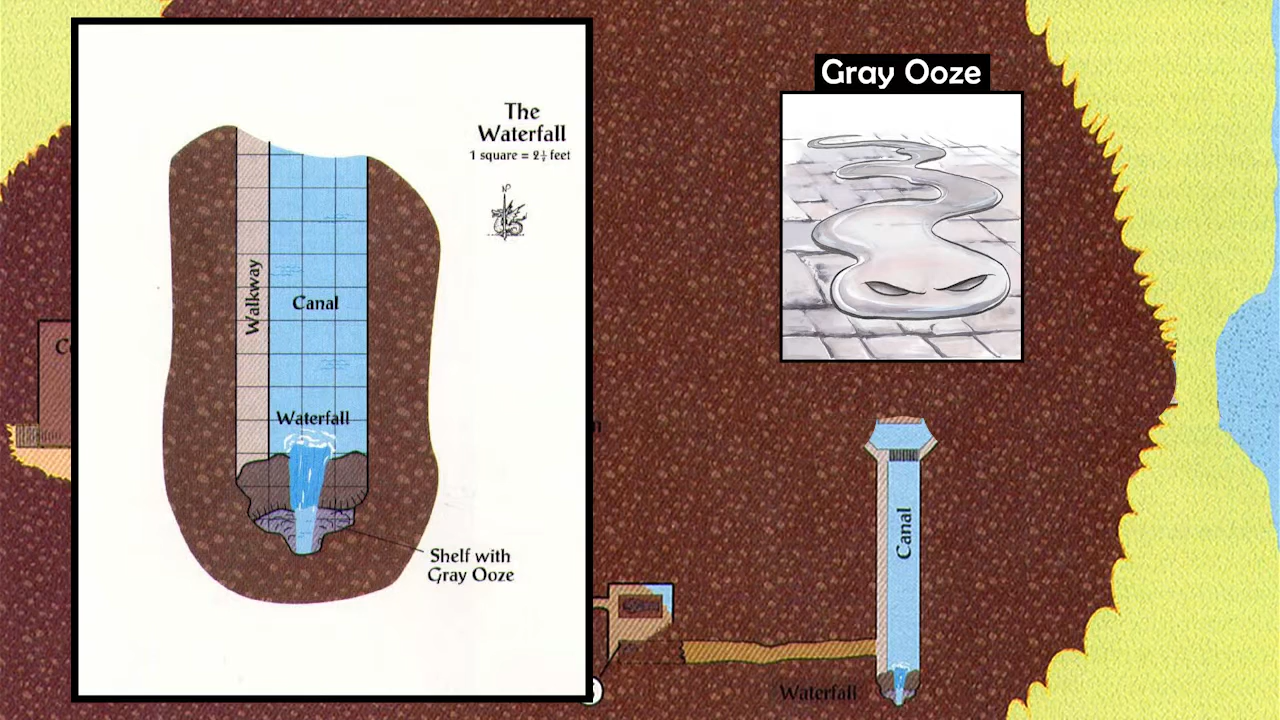 The
Waterfall
1 square = 2½ feet
N
Walkway
Canal
Waterfall
Shelf with
Gray Ooze
Gray Ooze
Canal
Waterfall